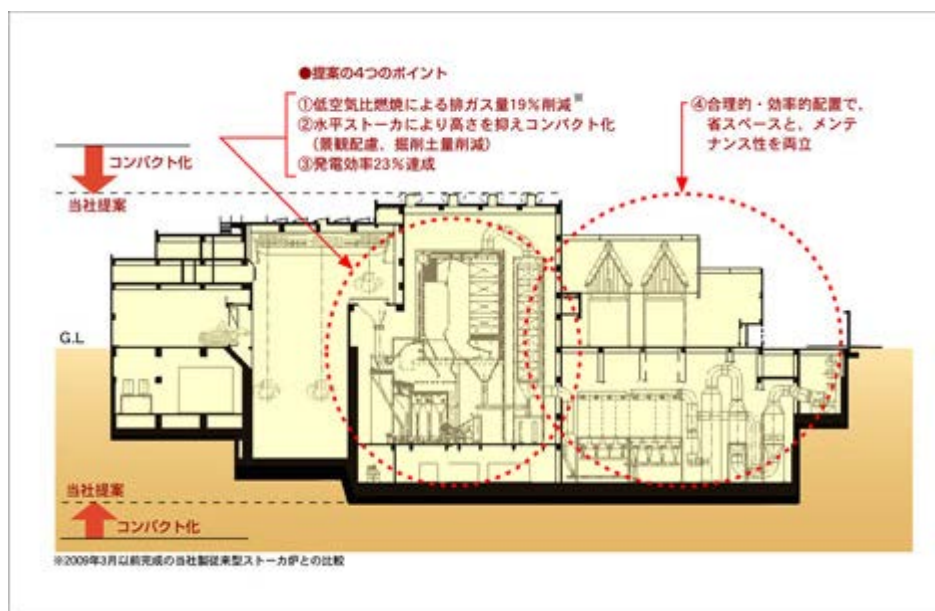 ●提案の4つのポイント
①低空気比燃焼による排ガス量19%削減※
②水平ストーカにより高さを抑えコンパクト化
（景観配慮、掘削土量削減）
③発電効率23%達成
④合理的・効率的配置で、
省スペースと、メンテ
ナンス性を両立
コンパクト化
当社提案
G.L
当社提案
コンパクト化
※2009年3月以前完成の当社製従来型ストーカ炉との比較